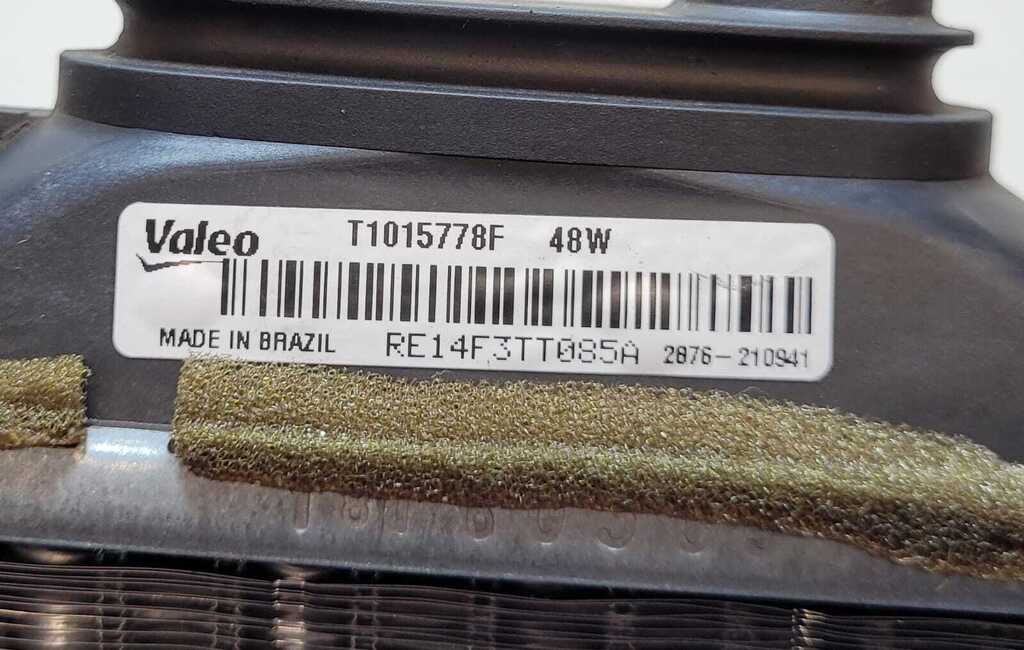 Valeo T1015778F 48W
MADE IN BRAZIL RE14F3TT085A 2876-210941